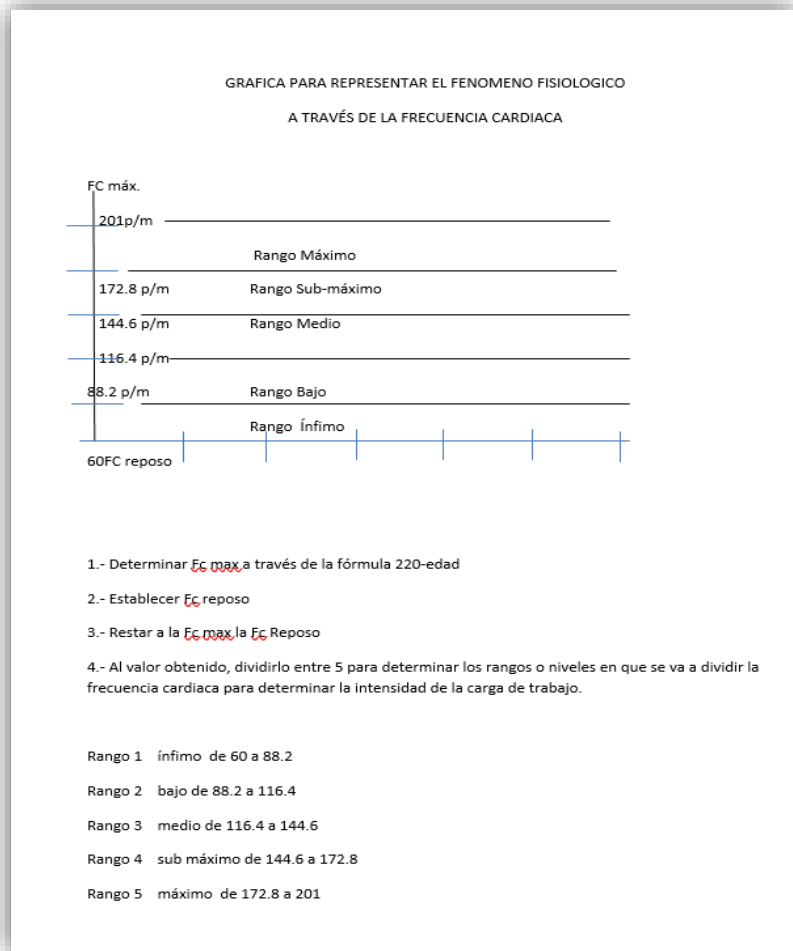 GRAFICA PARA REPRESENTAR EL FENOMENO FISIOLOGICO
A TRAVÉS DE LA FRECUENCIA CARDIACA
FC máx.
201p/m
Rango Máximo
172.8 p/m Rango Sub-máximo
144.6 p/m Rango Medio
116.4 p/m
88.2 p/m Rango Bajo
Rango Ínfimo
60FC reposo
1.- Determinar Fc max a través de la fórmula 220-edad
2.- Establecer Fc reposo
3.- Restar a la Fc max la Fc Reposo
4.- Al valor obtenido, dividirlo entre 5 para determinar los rangos o niveles en que se va a dividir la
frecuencia cardiaca para determinar la intensidad de la carga de trabajo.
Rango 1 ínfimo de 60 a 88.2
Rango 2 bajo de 88.2 a 116.4
Rango 3 medio de 116.4 a 144.6
Rango 4 sub máximo de 144.6 a 172.8
Rango 5 máximo de 172.8 a 201